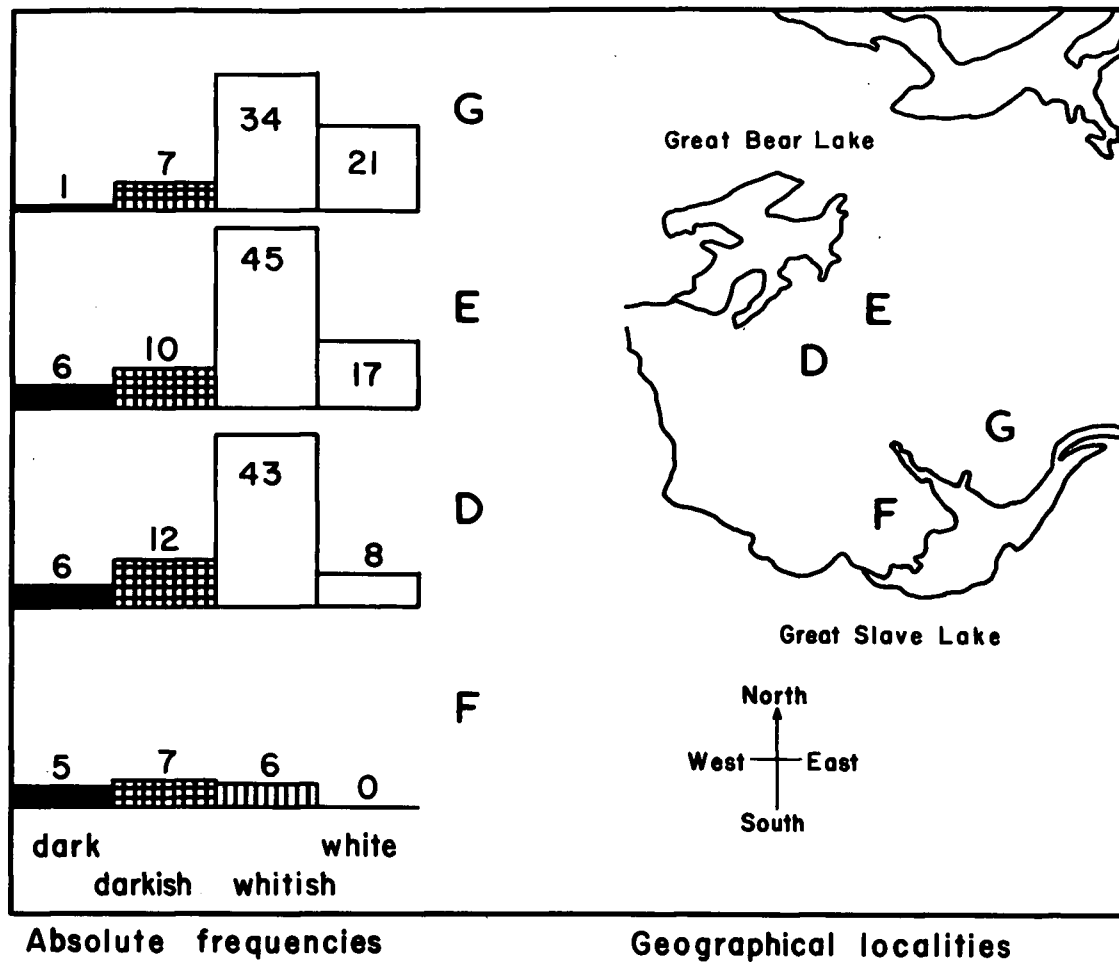 34
G
7
21
1
45
E
10
6
17
43
D
12
8
6
F
7
6
5
0
dark
white
darkish whitish
Absolute frequencies
Great Bear Lake
E
D
G
F
Great Slave Lake
North
West East
South
Geographical localities